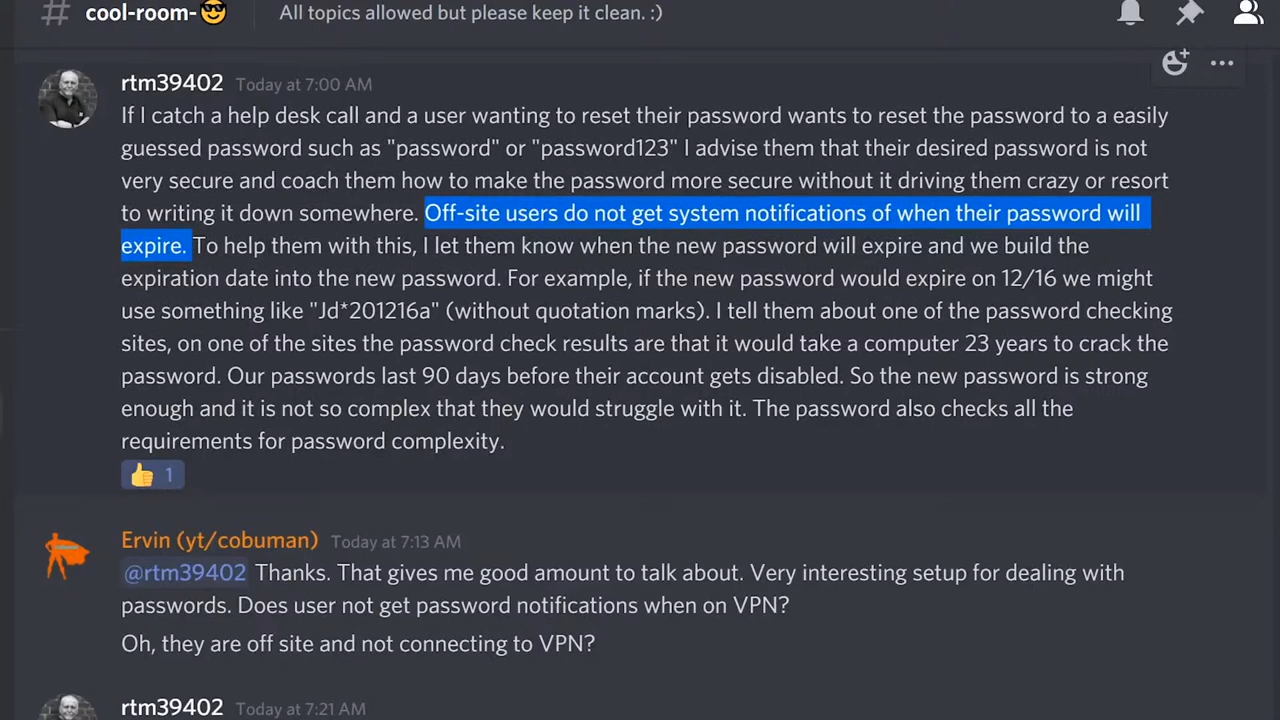 # cool-room-😎 All topics allowed but please keep it clean. :)
rtm39402 Today at 7:00 AM
If I catch a help desk call and a user wanting to reset their password wants to reset the password to a easily
guessed password such as "password" or "password123" I advise them that their desired password is not
very secure and coach them how to make the password more secure without it driving them crazy or resort
to writing it down somewhere. Off-site users do not get system notifications of when their password will
expire. To help them with this, I let them know when the new password will expire and we build the
expiration date into the new password. For example, if the new password would expire on 12/16 we might
use something like "Jd*201216a" (without quotation marks). I tell them about one of the password checking
sites, on one of the sites the password check results are that it would take a computer 23 years to crack the
password. Our passwords last 90 days before their account gets disabled. So the new password is strong
enough and it is not so complex that they would struggle with it. The password also checks all the
requirements for password complexity.
👍 1
Ervin (yt/cobuman) Today at 7:13 AM
@rtm39402 Thanks. That gives me good amount to talk about. Very interesting setup for dealing with
passwords. Does user not get password notifications when on VPN?
Oh, they are off site and not connecting to VPN?
rtm39402 Today at 7:21 AM